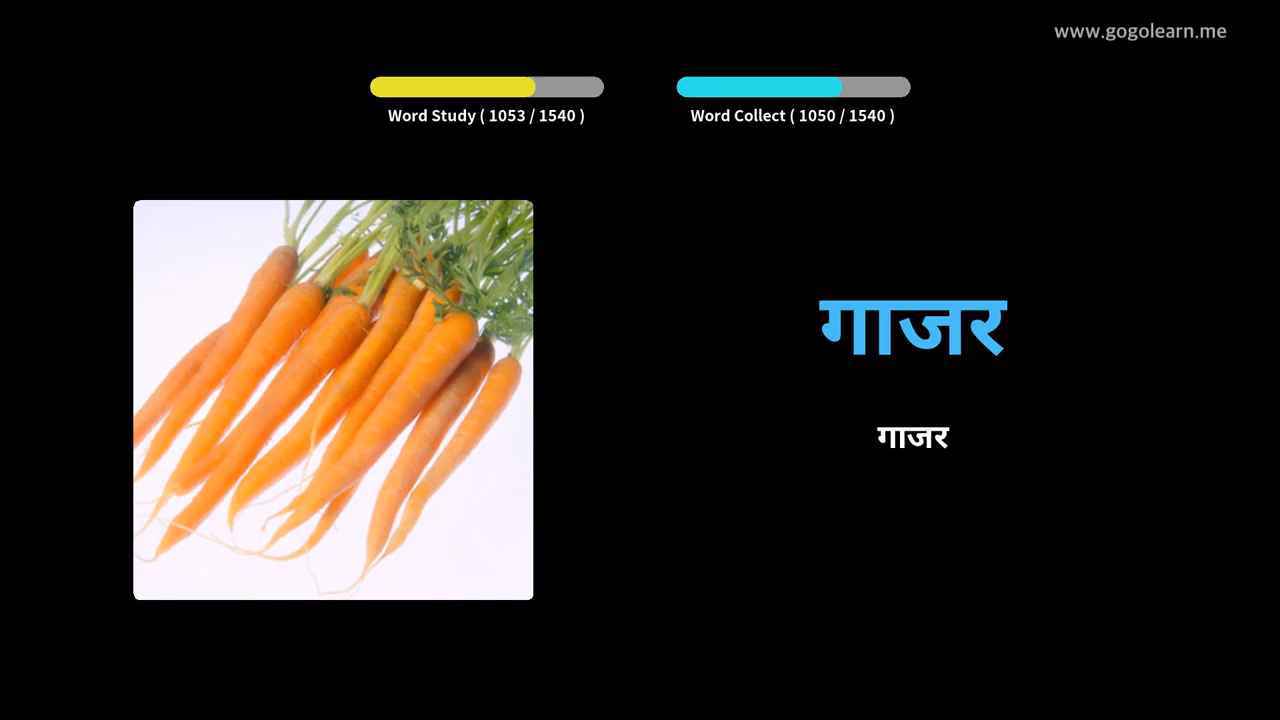 www.gogolearn.me
Word Study ( 1053 / 1540 )
Word Collect ( 1050 / 1540 )
गाजर
गाजर